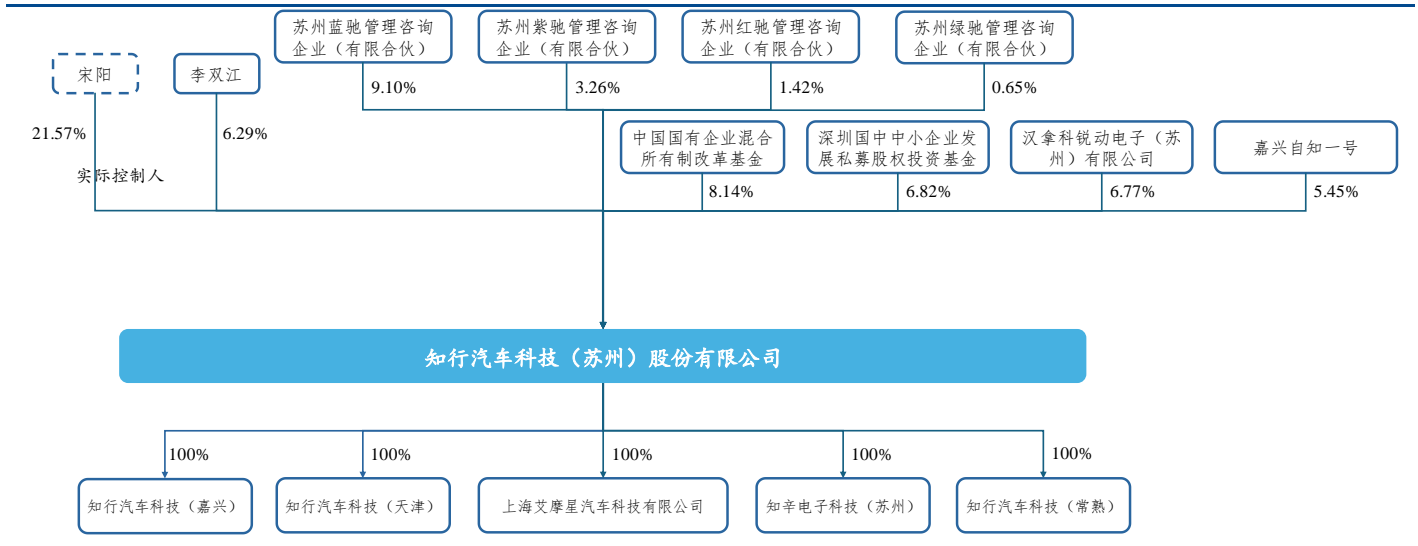 苏州蓝驰管理咨询
企业（有限合伙）
苏州紫驰管理咨询
企业（有限合伙）
苏州红驰管理咨询
企业（有限合伙）
苏州绿驰管理咨询
企业（有限合伙）
宋阳
李双江
9.10%
3.26%
1.42%
0.65%
21.57%
6.29%
中国国有企业混合
所有制改革基金
深圳国中中小企业发
展私募股权投资基金
汉拿科锐动电子（苏
州）有限公司
嘉兴自知一号
实际控制人
8.14%
6.82%
6.77%
5.45%
知行汽车科技（苏州）股份有限公司
100%
100%
100%
100%
100%
知行汽车科技（嘉兴）
知行汽车科技（天津）
上海艾摩星汽车科技有限公司
知辛电子科技（苏州）
知行汽车科技（常熟）